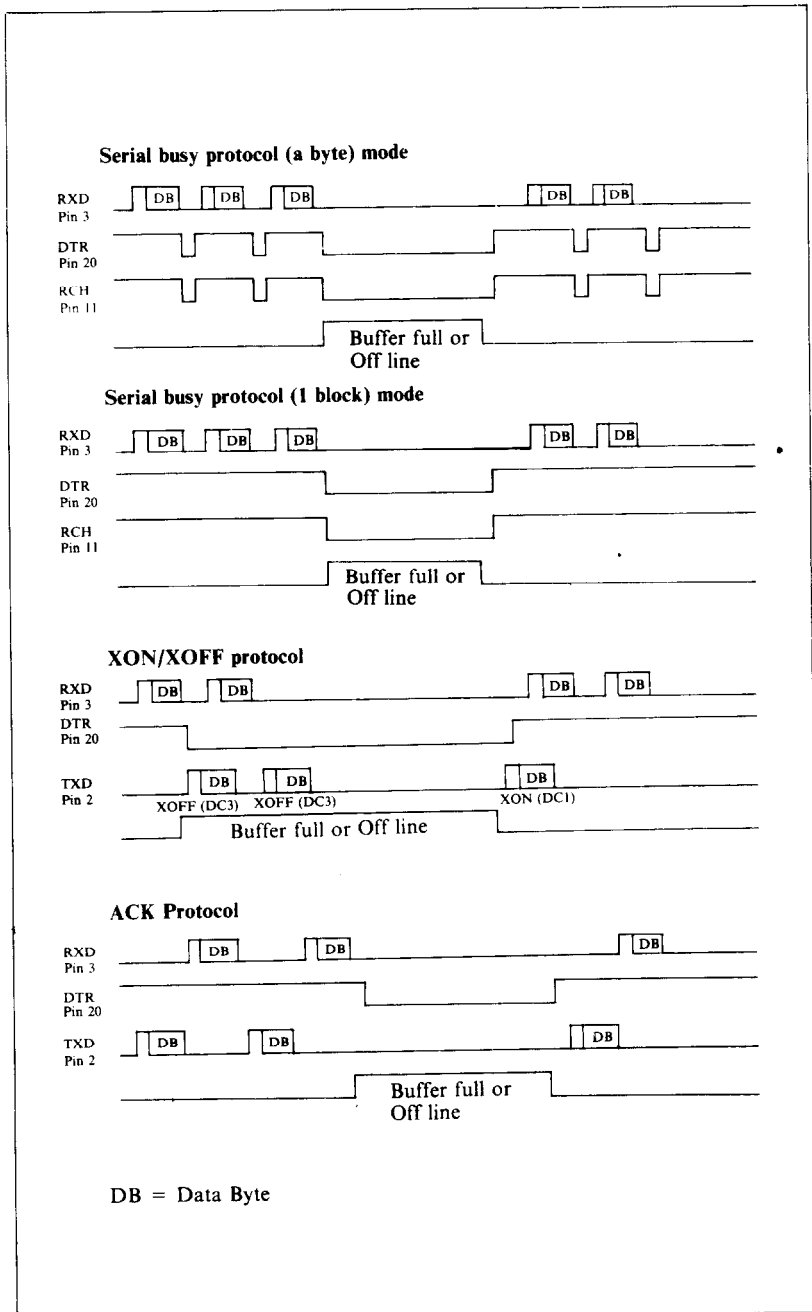 Serial busy protocol (a byte) mode
RXD DB DB DB DB DB
Pin 3
DTR
Pin 20
RCH
Pin 11
Buffer full or
Off line
Serial busy protocol (1 block) mode
RXD DB DB DB DB DB
Pin 3
DTR
Pin 20
RCH
Pin 11
Buffer full or
Off line
XON/XOFF protocol
RXD DB DB DB DB
Pin 3
DTR
Pin 20
TXD DB DB DB
Pin 2
XOFF (DC3) XOFF (DC3) XON (DC1)
Buffer full or Off line
ACK Protocol
RXD DB DB DB
Pin 3
DTR
Pin 20
TXD DB DB DB
Pin 2
Buffer full or
Off line
DB = Data Byte